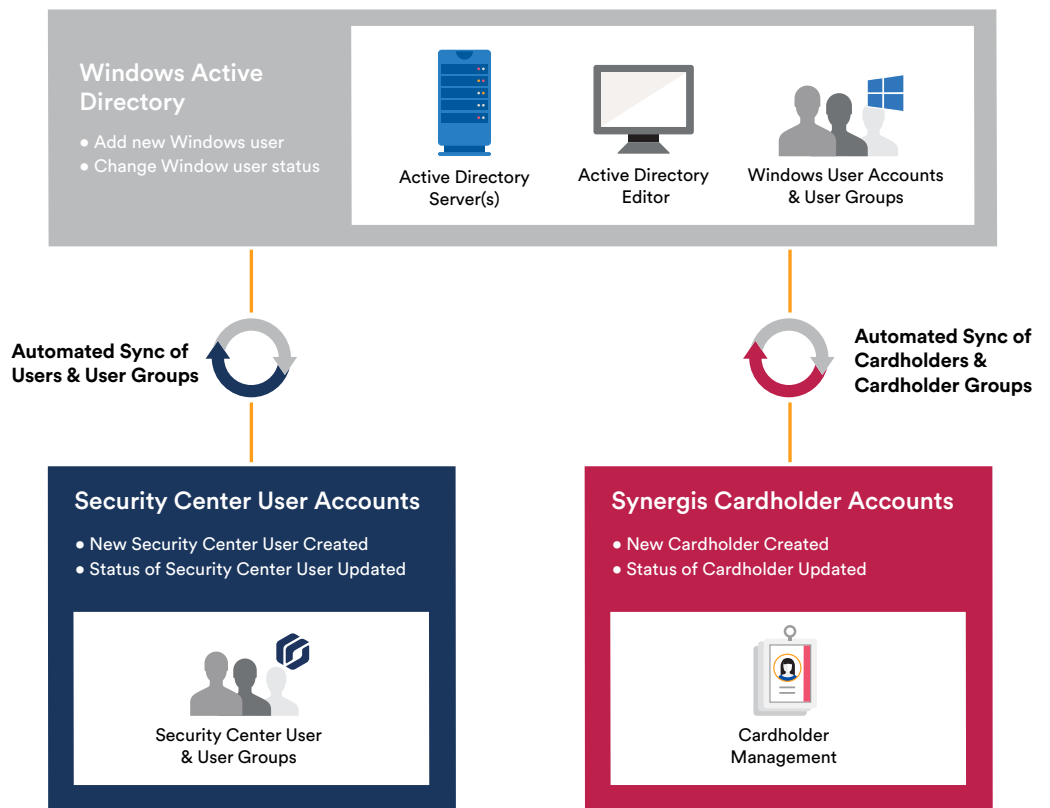 Windows Active
Directory
• Add new Windows user
• Change Window user status
Active Directory
Server(s)
Active Directory
Editor
Windows User Accounts
& User Groups
Automated Sync of
Users & User Groups
Automated Sync of
Cardholders &
Cardholder Groups
Security Center User Accounts
• New Security Center User Created
• Status of Security Center User Updated
Security Center User
& User Groups
Synergis Cardholder Accounts
• New Cardholder Created
• Status of Cardholder Updated
Cardholder
Management